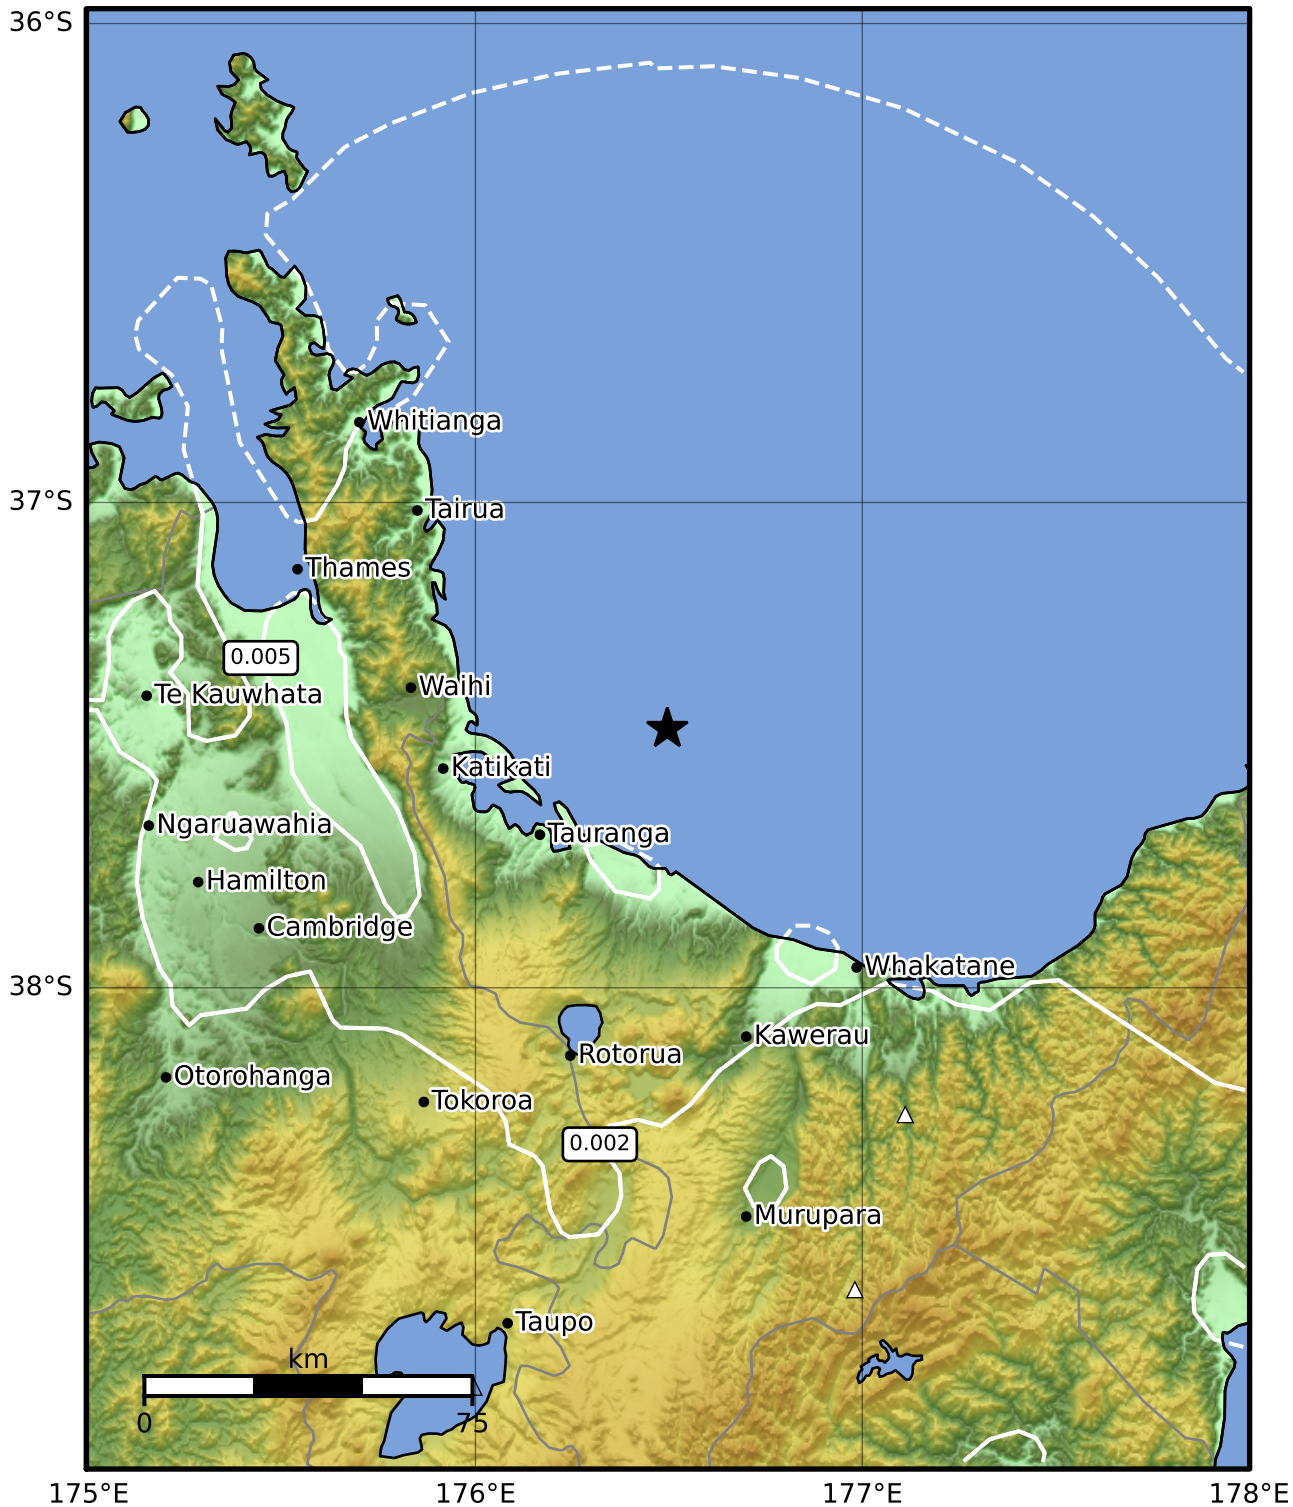 36°S
Whitianga
37°S
Tairua
Thames
0.005
Waihi
Te Kauwhata
Katikati
Ngaruawahia
Tauranga
Hamilton
Cambridge
Whakatane
38°S
Kawerau
Rotorua
Otorohanga
Tokoroa
0.002
Murupara
Taupo
km
0
75
175°E
176°E
177°E
178°E